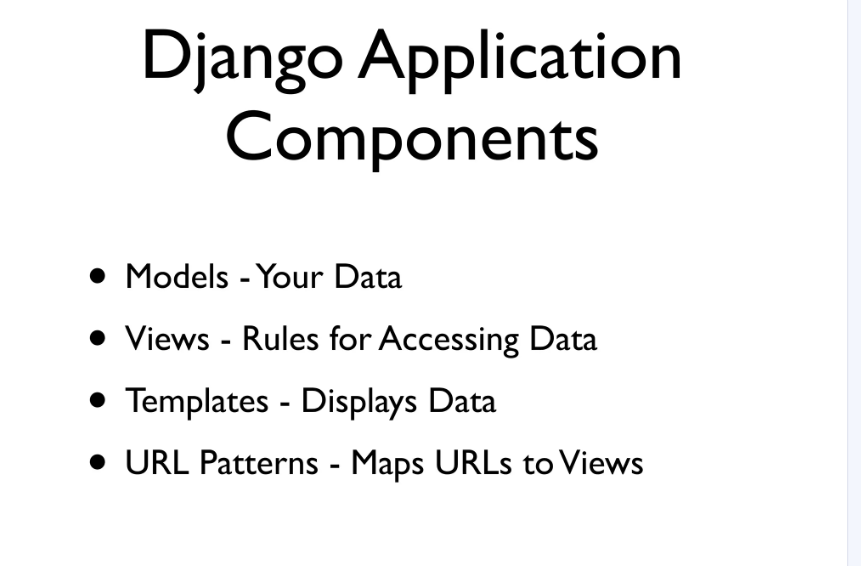 Django Application
Components
• Models - Your Data
• Views - Rules for Accessing Data
• Templates - Displays Data
• URL Patterns - Maps URLs to Views